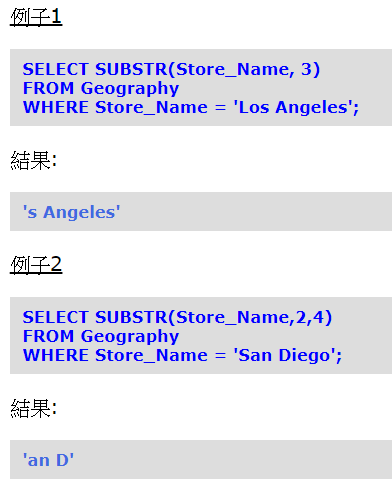 例子1
SELECT SUBSTR(Store_Name, 3)
FROM Geography
WHERE Store_Name = 'Los Angeles';
結果:
's Angeles'
例子2
SELECT SUBSTR(Store_Name,2,4)
FROM Geography
WHERE Store_Name = 'San Diego';
結果:
'an D'